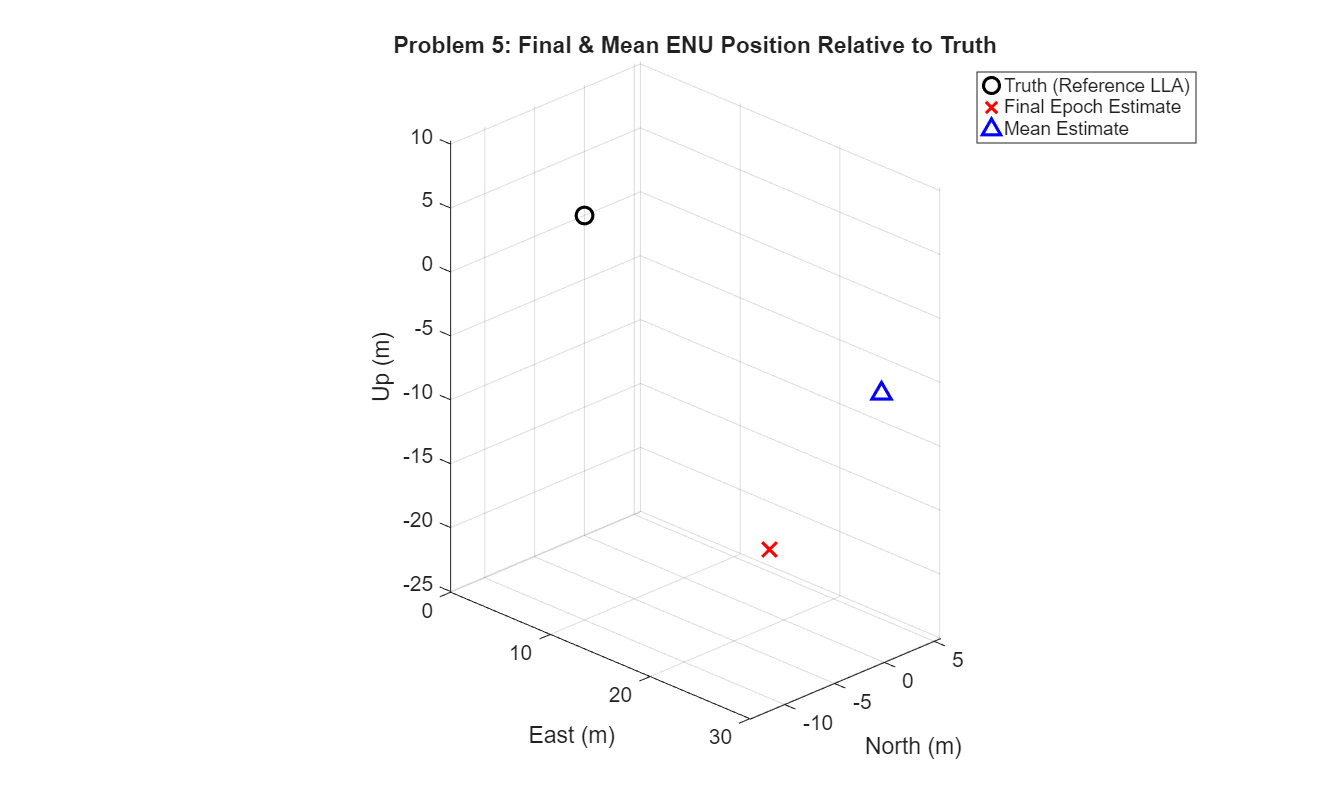 Problem 5: Final & Mean ENU Position Relative to Truth
Truth (Reference LLA)
Final Epoch Estimate
Mean Estimate
10
5
0
-5
-10
-15
-20
-25
Up (m)
0
10
20
30
East (m)
-10
-5
0
5
North (m)